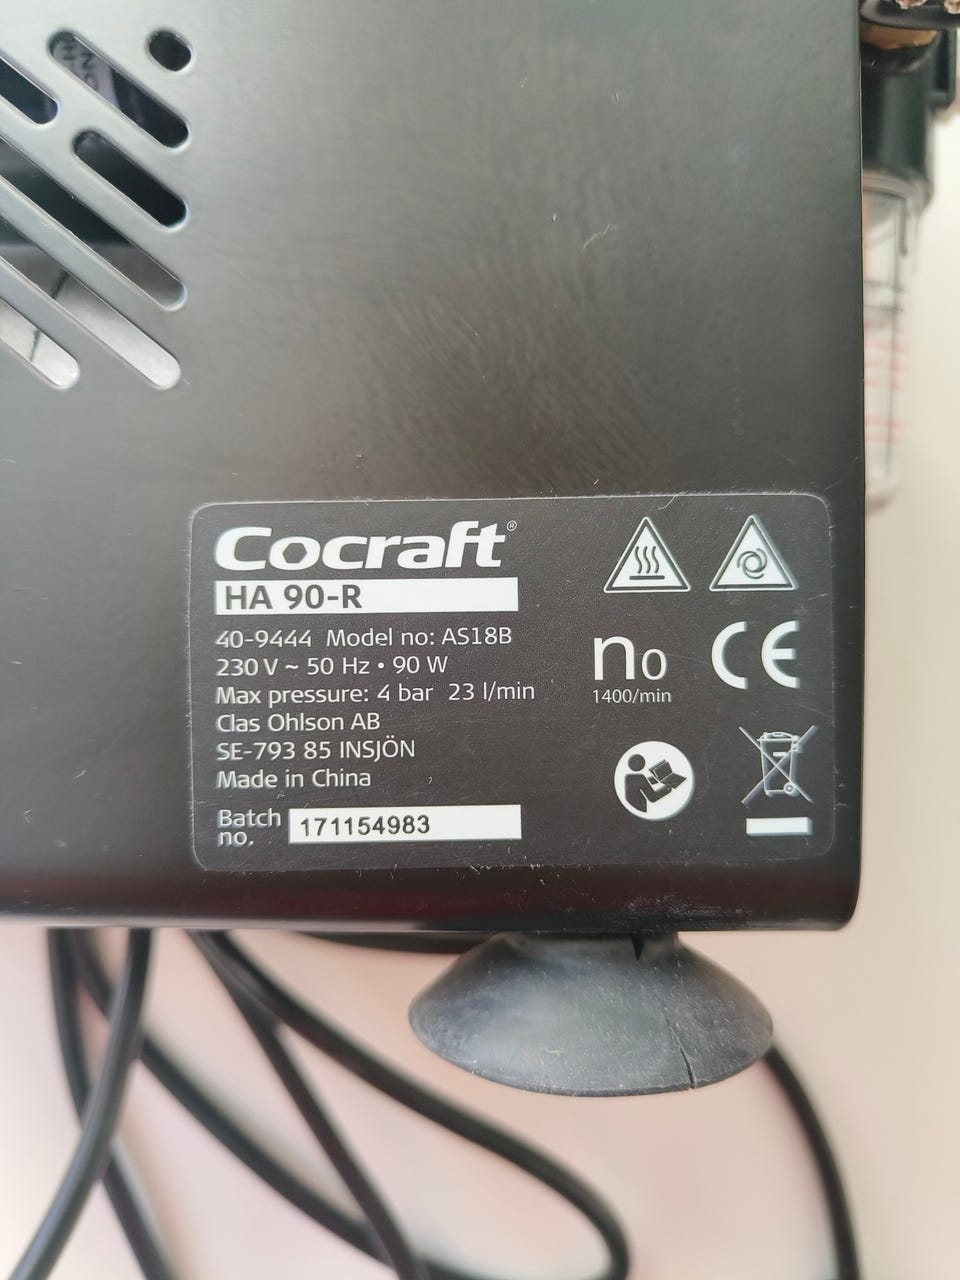 Cocraft®
HA 90-R
40-9444 Model no: AS18B
230 V ~ 50 Hz • 90 W
Max pressure: 4 bar 23 l/min
Clas Ohlson AB
SE-793 85 INSJÖN
Made in China
Batch no. 171154983
n0
1400/min
CE